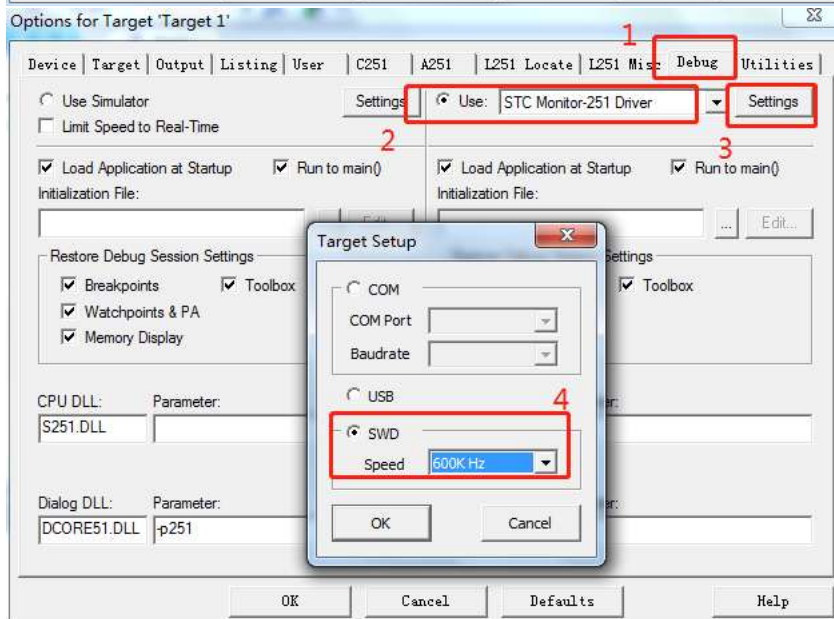 Options for Target 'Target 1'
1
Device Target Output Listing User C251 A251 L251 Locate L251 Misc Debug Utilities
Use Simulator Settings Use: STC Monitor-251 Driver Settings
Limit Speed to Real-Time
2 3
Load Application at Startup Run to main() Load Application at Startup Run to main()
Initialization File: Initialization File:
... Edit...
Target Setup
Restore Debug Session Settings Settings
Breakpoints Toolbox Toolbox
Watchpoints & PA
Memory Display
COM
COM Port
Baudrate
USB
4
SWD
Speed 600K Hz
OK Cancel
CPU DLL: Parameter:
S251.DLL
Dialog DLL: Parameter:
DCORE51.DLL -p251
OK Cancel Defaults Help